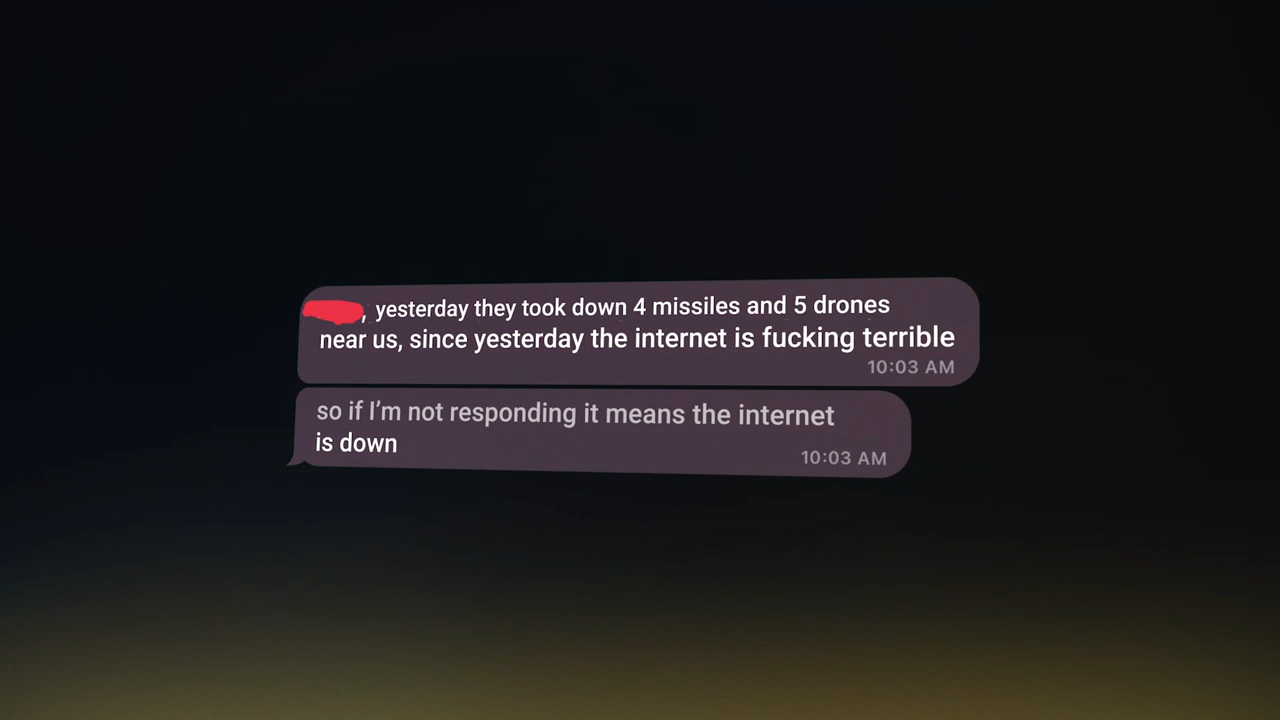 , yesterday they took down 4 missiles and 5 drones
near us, since yesterday the internet is fucking terrible
10:03 AM
so if I’m not responding it means the internet
is down
10:03 AM